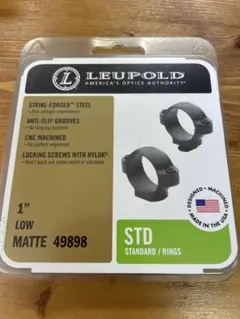 LEUPOLD
AMERICA'S OPTICS AUTHORITY
STRIKE-FORGED™ STEEL
ANTI-SLIP GROOVES
CNC MACHINED
LOCKING SCREWS WITH NYLOK®
1"
LOW
MATTE 49898
STD
STANDARD / RINGS
DESIGNED • MACHINED
MADE IN USA